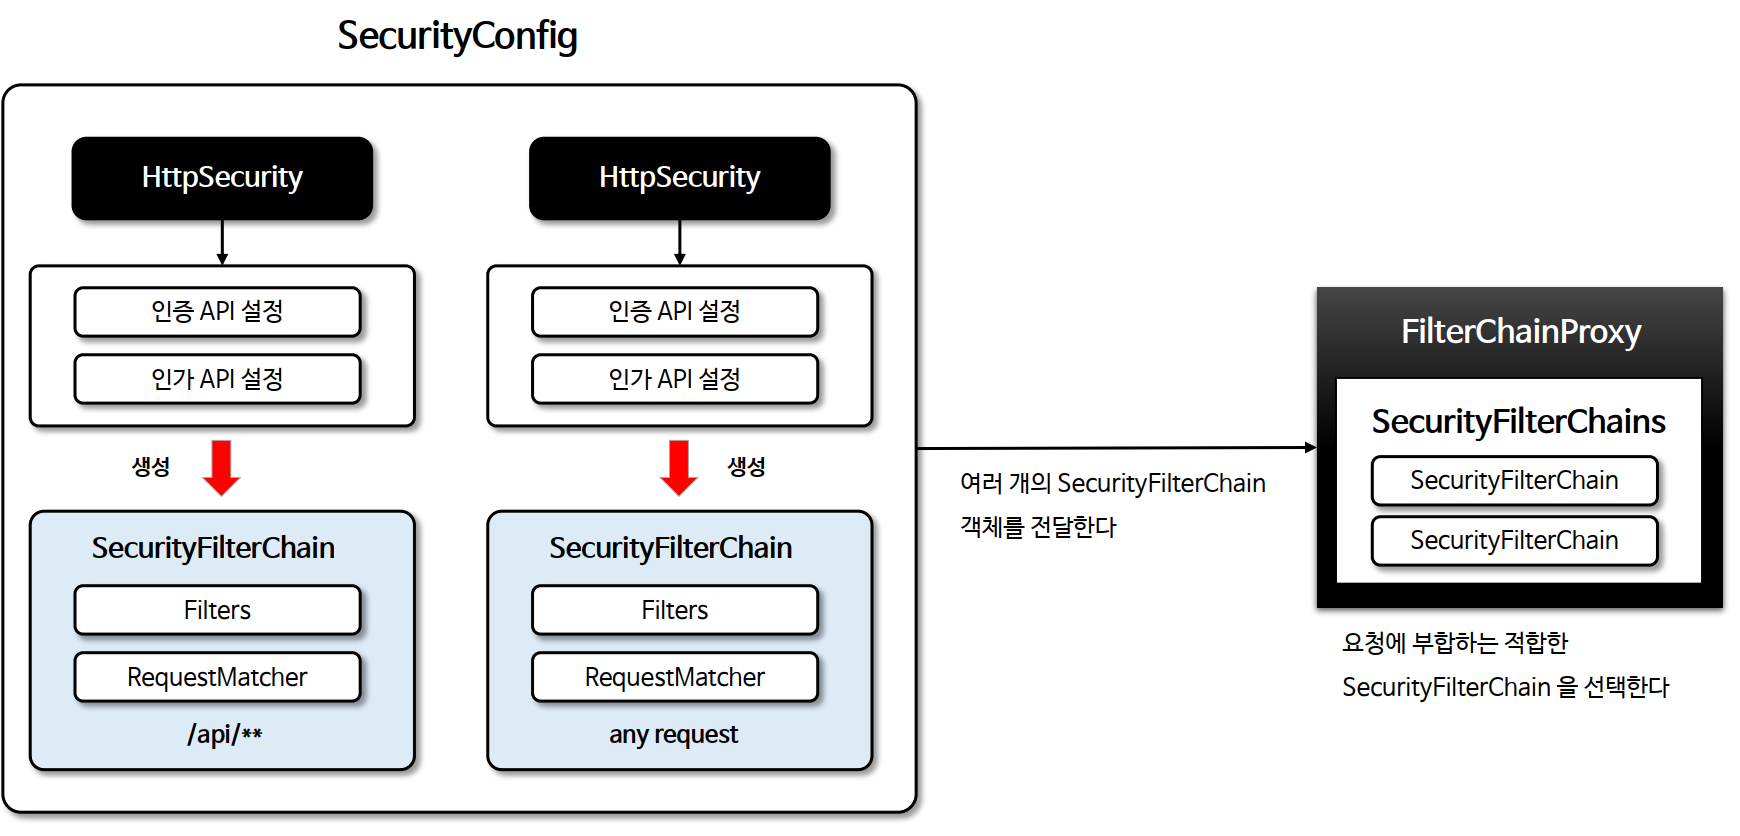 SecurityConfig
HttpSecurity
인증 API 설정
인가 API 설정
생성
SecurityFilterChain
Filters
RequestMatcher
/api/**
HttpSecurity
인증 API 설정
인가 API 설정
생성
SecurityFilterChain
Filters
RequestMatcher
any request
여러 개의 SecurityFilterChain
객체를 전달한다
FilterChainProxy
SecurityFilterChains
SecurityFilterChain
SecurityFilterChain
요청에 부합하는 적합한
SecurityFilterChain 을 선택한다